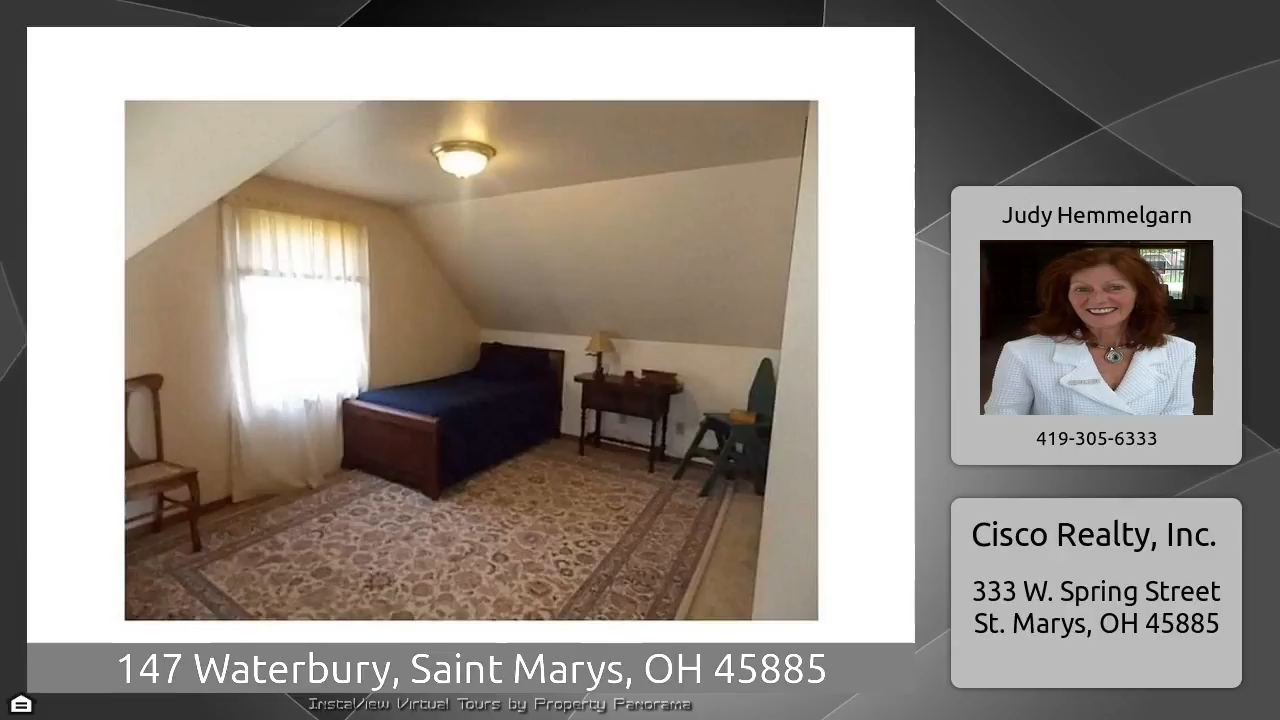 Judy Hemmelgarn
419-305-6333
Cisco Realty, Inc.
333 W. Spring Street
St. Marys, OH 45885
147 Waterbury, Saint Marys, OH 45885
InstaView Virtual Tours by Property Panorama